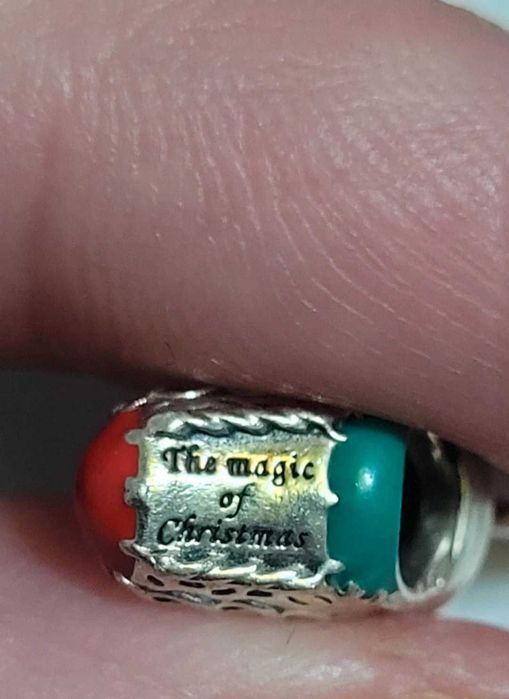 The magic
of
Christmas